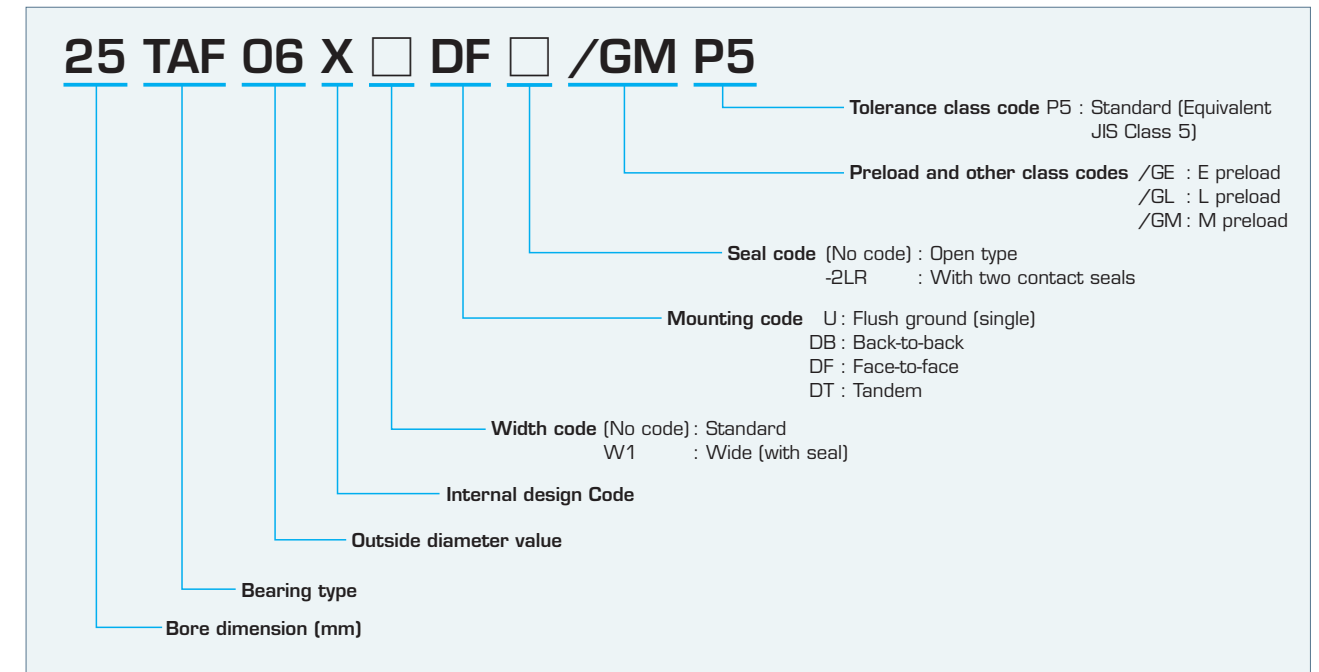 25 TAF 06 X □ DF □ /GM P5
Tolerance class code P5 : Standard (Equivalent
JIS Class 5)
Preload and other class codes /GE : E preload
/GL : L preload
/GM : M preload
Seal code (No code) : Open type
-2LR : With two contact seals
Mounting code U : Flush ground (single)
DB : Back-to-back
DF : Face-to-face
DT : Tandem
Width code (No code) : Standard
W1 : Wide (with seal)
Internal design Code
Outside diameter value
Bearing type
Bore dimension (mm)